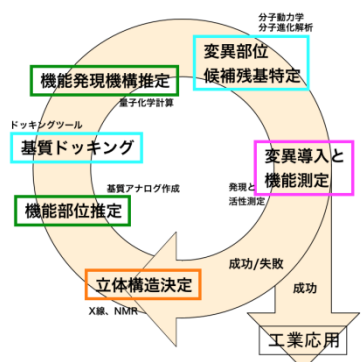 分子動力学
分子進化解析
変異部位
候補残基特定
機能発現機構推定
量子化学計算
ドッキングツール
基質ドッキング
変異導入と
機能測定
基質アナログ作成
発現と
活性測定
機能部位推定
成功/失敗
立体構造決定
成功
X線、NMR
工業応用